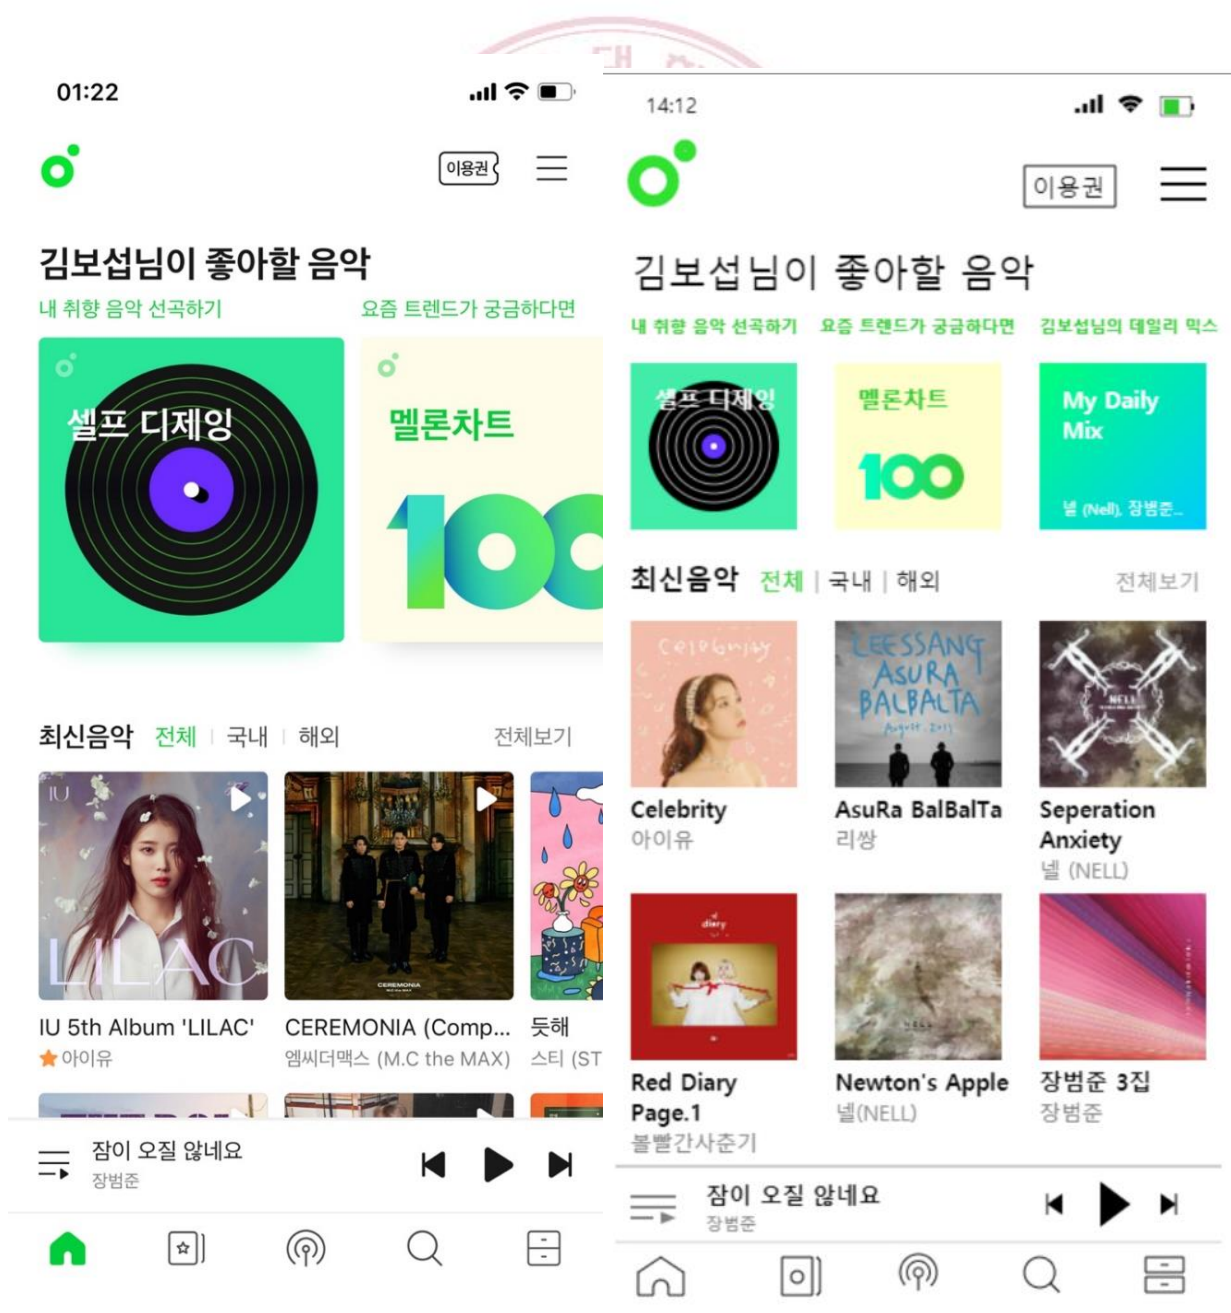 대
01:22
이용권
김보섭님이 좋아할 음악
내 취향 음악 선곡하기
요즘 트렌드가 궁금하다면
셀프 디제잉
멜론차트
100
최신음악 전체 | 국내 | 해외
전체보기
IU
LILAC
CEREMONIA
IU 5th Album 'LILAC'
아이유
CEREMONIA (Comp...
엠씨더맥스 (M.C the MAX)
듯해
스티 (ST
잠이 오질 않네요
장범준
14:12
이용권
김보섭님이 좋아할 음악
내 취향 음악 선곡하기
요즘 트렌드가 궁금하다면
김보섭님의 데일리 믹스
셀프 디제잉
멜론차트
100
My Daily
Mix
넬 (Nell), 장범준...
최신음악 전체 | 국내 | 해외
전체보기
Celebrity
LEESSANG
ASURA
BALBALTA
August 2011
NELL
Celebrity
아이유
AsuRa BalBalTa
리쌍
Seperation
Anxiety
넬 (NELL)
diary
NELL
Red Diary
Page.1
볼빨간사춘기
Newton's Apple
넬(NELL)
장범준 3집
장범준
잠이 오질 않네요
장범준